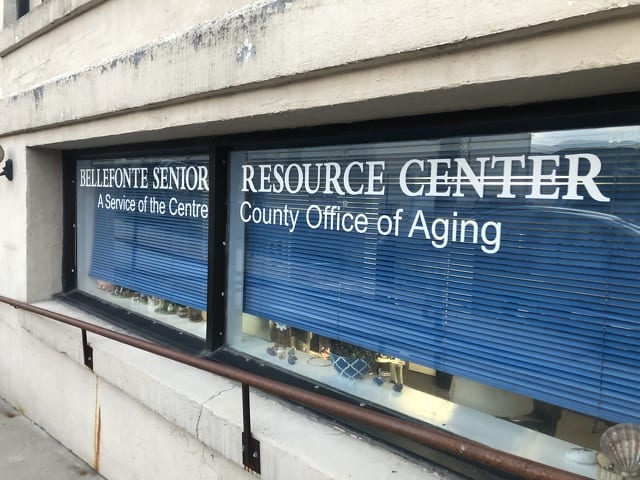 BELLEFONTE SENIOR RESOURCE CENTER
A Service of the Centre County Office of Aging